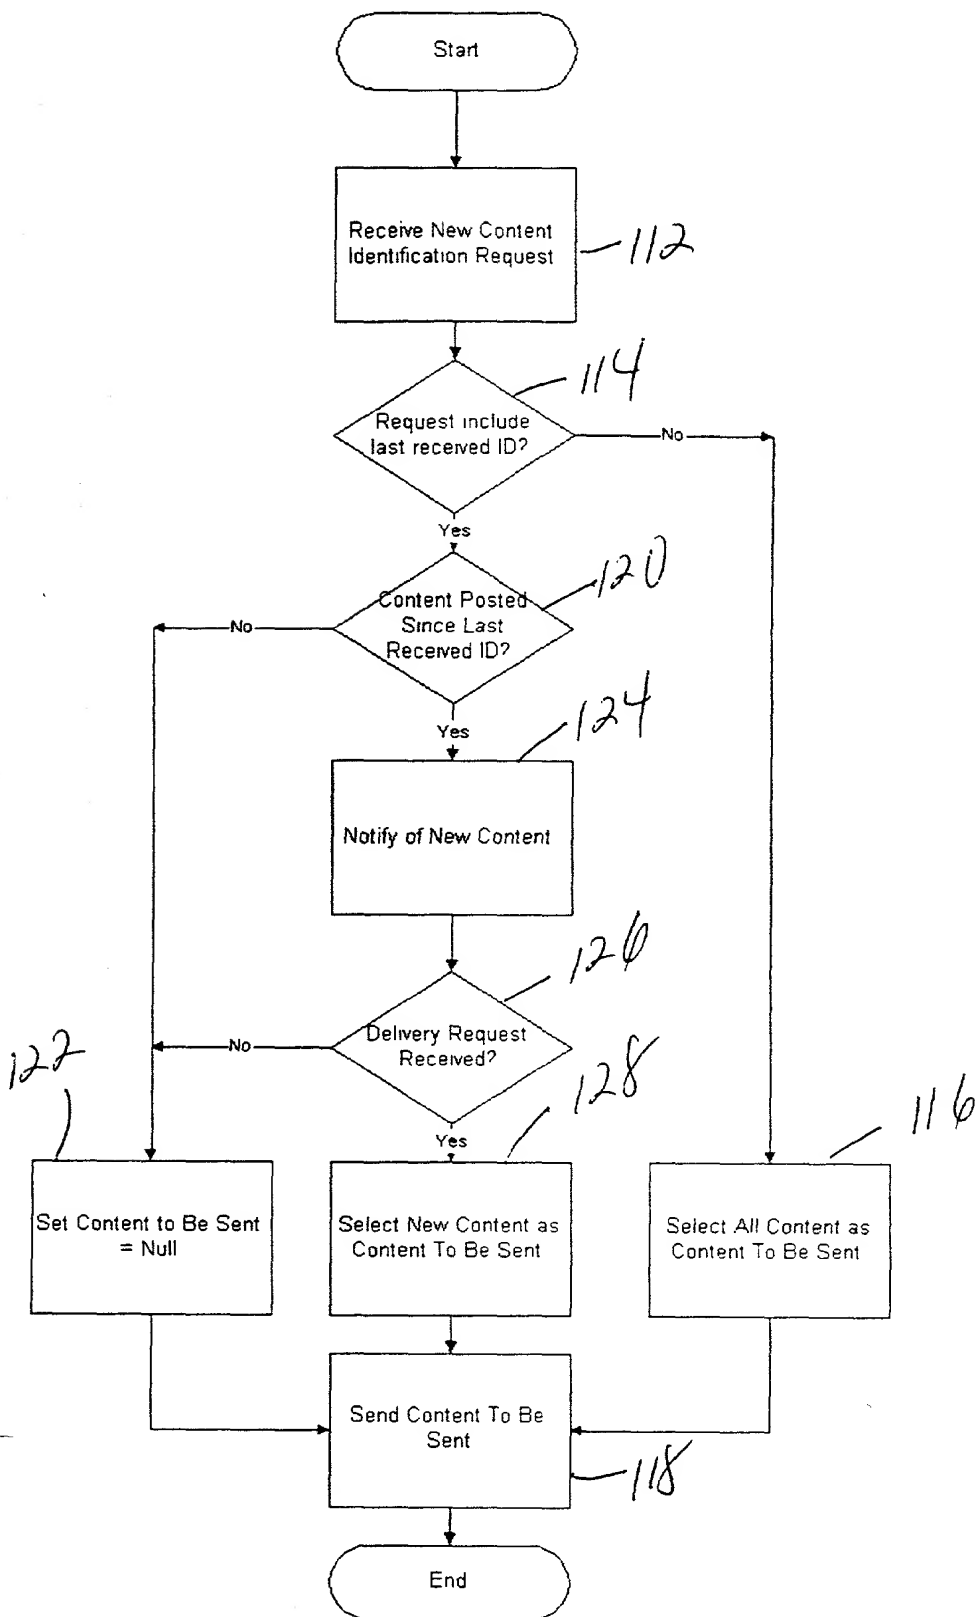 Start
Receive New Content
Identification Request
112
114
Request include
last received ID?
No
Yes
120
Content Posted
Since Last
Received ID?
No
Yes
124
Notify of New Content
126
Delivery Request
Received?
No
122
128
Yes
116
Set Content to Be Sent
= Null
Select New Content as
Content To Be Sent
Select All Content as
Content To Be Sent
Send Content To Be
Sent
118
End